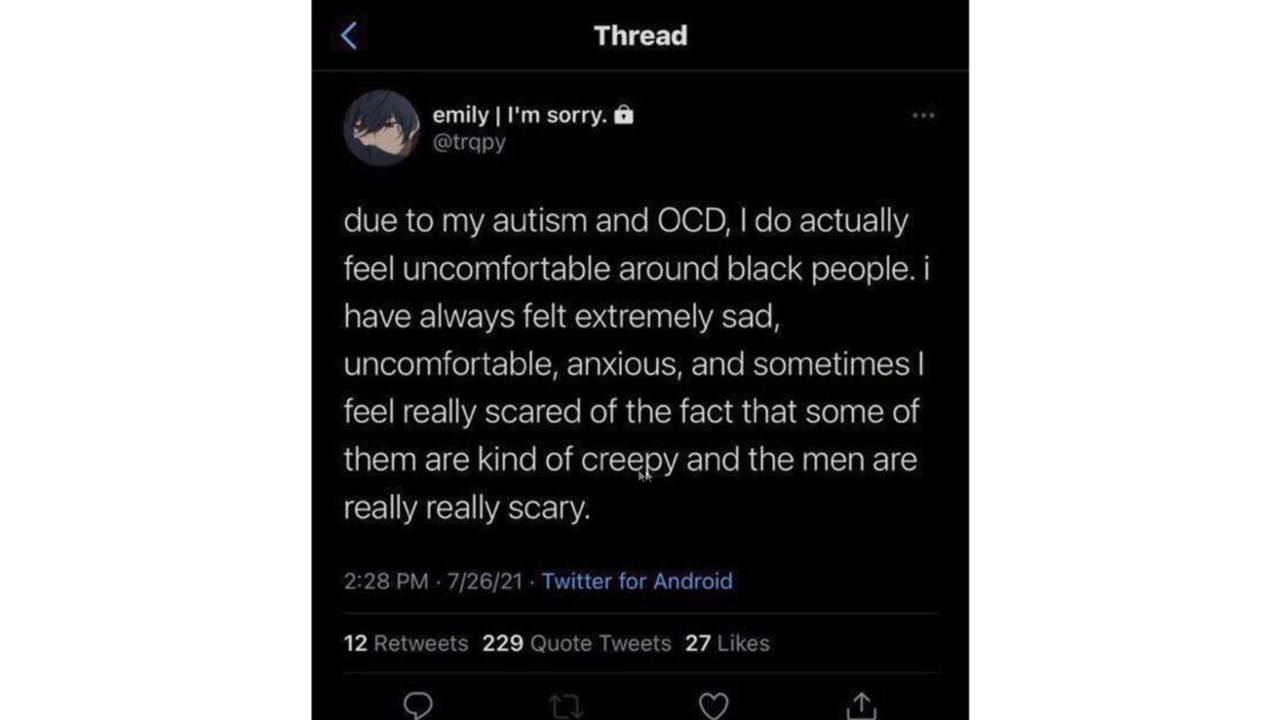 Thread
emily | I'm sorry.
@trqpy
due to my autism and OCD, I do actually
feel uncomfortable around black people. i
have always felt extremely sad,
uncomfortable, anxious, and sometimes I
feel really scared of the fact that some of
them are kind of creepy and the men are
really really scary.
2:28 PM · 7/26/21 · Twitter for Android
12 Retweets 229 Quote Tweets 27 Likes